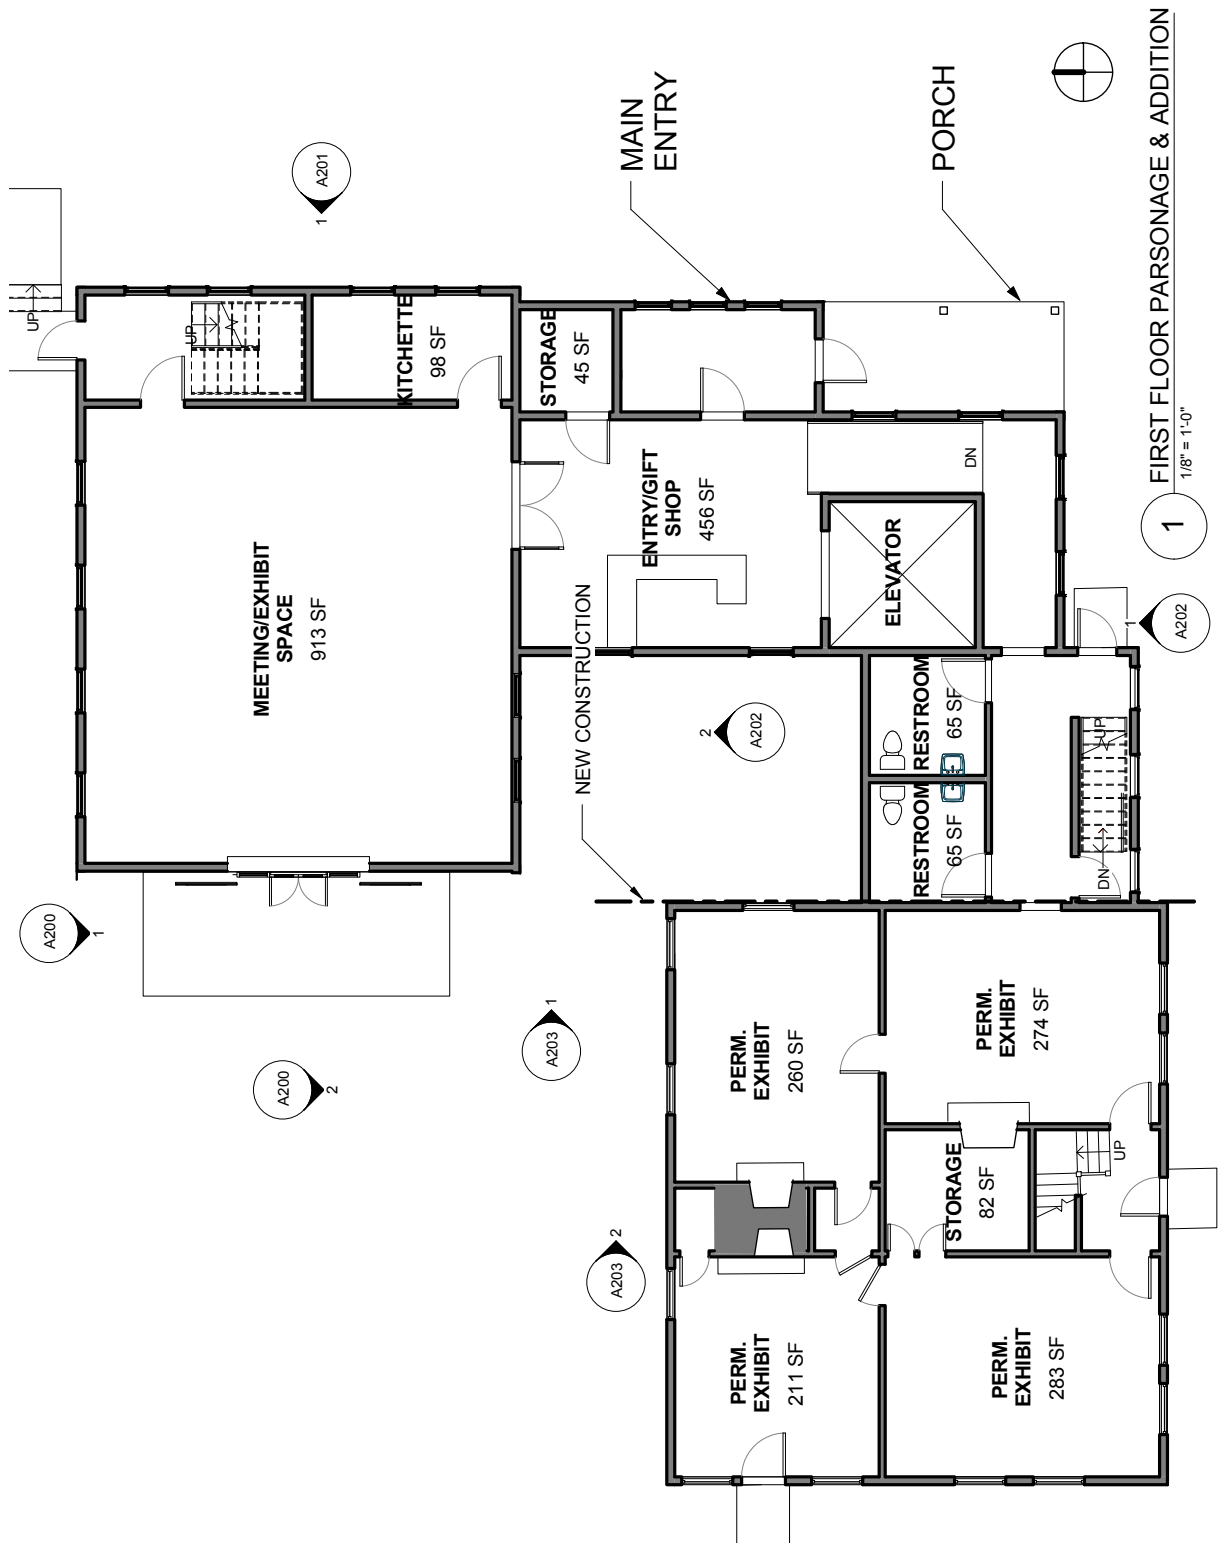 UP
A201
1
UP
KITCHETTE
98 SF
STORAGE
45 SF
MAIN
ENTRY
PORCH
MEETING/EXHIBIT
SPACE
913 SF
ENTRY/GIFT
SHOP
456 SF
DN
ELEVATOR
NEW CONSTRUCTION
A202
2
RESTROOM
65 SF
RESTROOM
65 SF
UP
DN
1
A202
1
FIRST FLOOR PARSONAGE & ADDITION
1/8" = 1'-0"
A200
1
A200
2
A203
1
A203
2
PERM.
EXHIBIT
260 SF
PERM.
EXHIBIT
274 SF
STORAGE
82 SF
UP
PERM.
EXHIBIT
211 SF
PERM.
EXHIBIT
283 SF